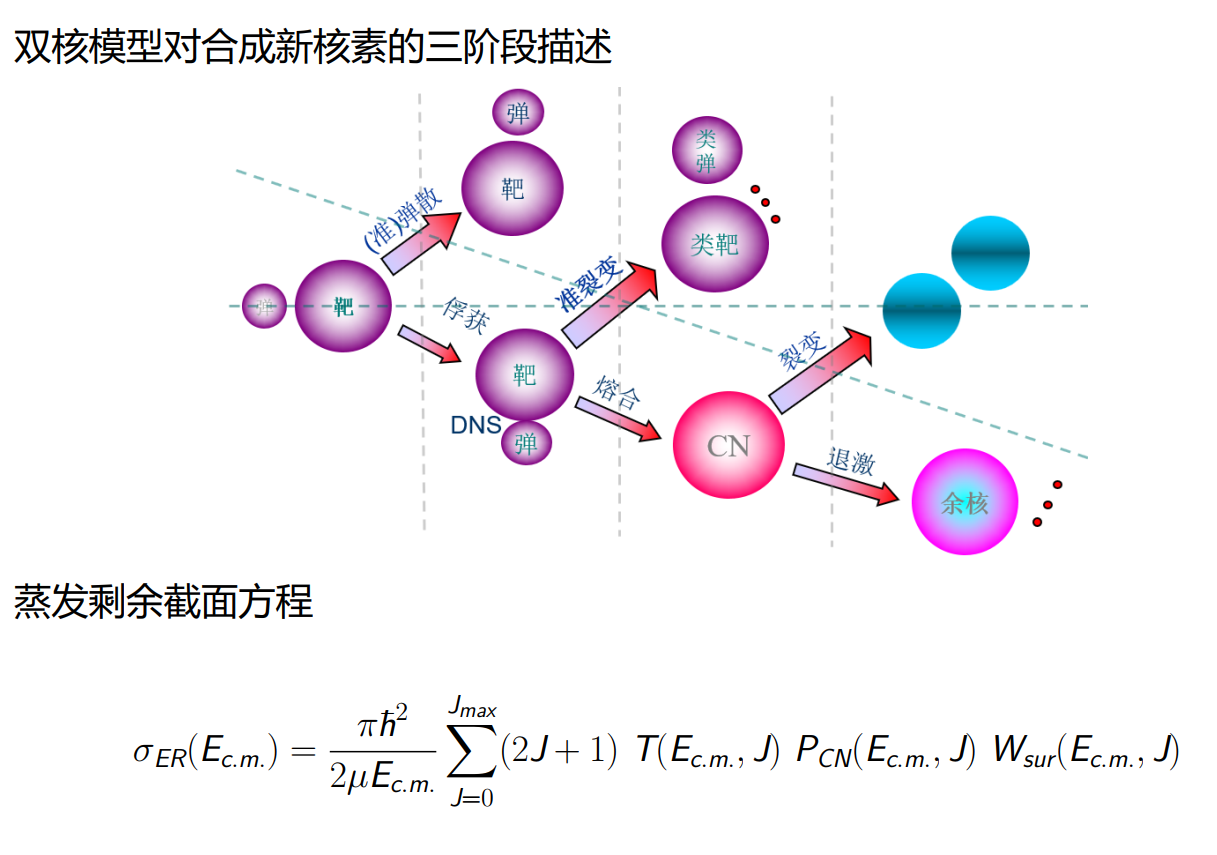 双核模型对合成新核素的三阶段描述
弹
靶
(准)弹散
弹
靶
俘获
靶
弹
DNS
准裂变
类
弹
类靶
熔合
CN
裂变
退激
余核
蒸发剩余截面方程
σ_ER(E_c.m.) = πħ²/(2μE_c.m.) ∑_{J=0}^{J_max} (2J + 1) T(E_c.m., J) P_CN(E_c.m., J) W_sur(E_c.m., J)